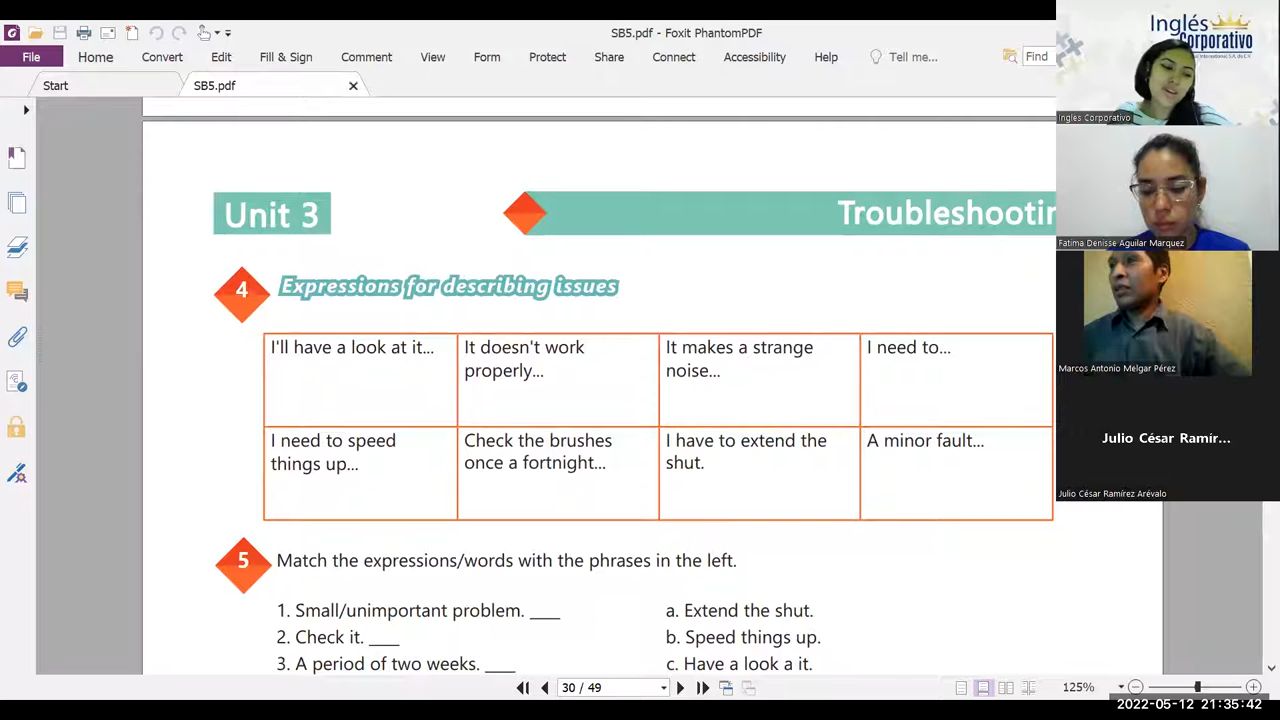 SB5.pdf - Foxit PhantomPDF
File Home Convert Edit Fill & Sign Comment View Form Protect Share Connect Accessibility Help Tell me... Find
Start SB5.pdf
Unit 3
Troubleshootin
4 Expressions for describing issues
I'll have a look at it...
It doesn't work
properly...
It makes a strange
noise...
I need to...
I need to speed
things up...
Check the brushes
once a fortnight...
I have to extend the
shut.
A minor fault...
5 Match the expressions/words with the phrases in the left.
1. Small/unimportant problem. ____
a. Extend the shut.
2. Check it. ____
b. Speed things up.
3. A period of two weeks. ____
c. Have a look a it.
30 / 49
125%
Inglés
Corporativo
Ingles Corporativo
Fatima Denisse Aguilar Marquez
Marcos Antonio Melgar Pérez
Julio César Ramír...
Julio César Ramírez Arévalo
2022-05-12 21:35:42